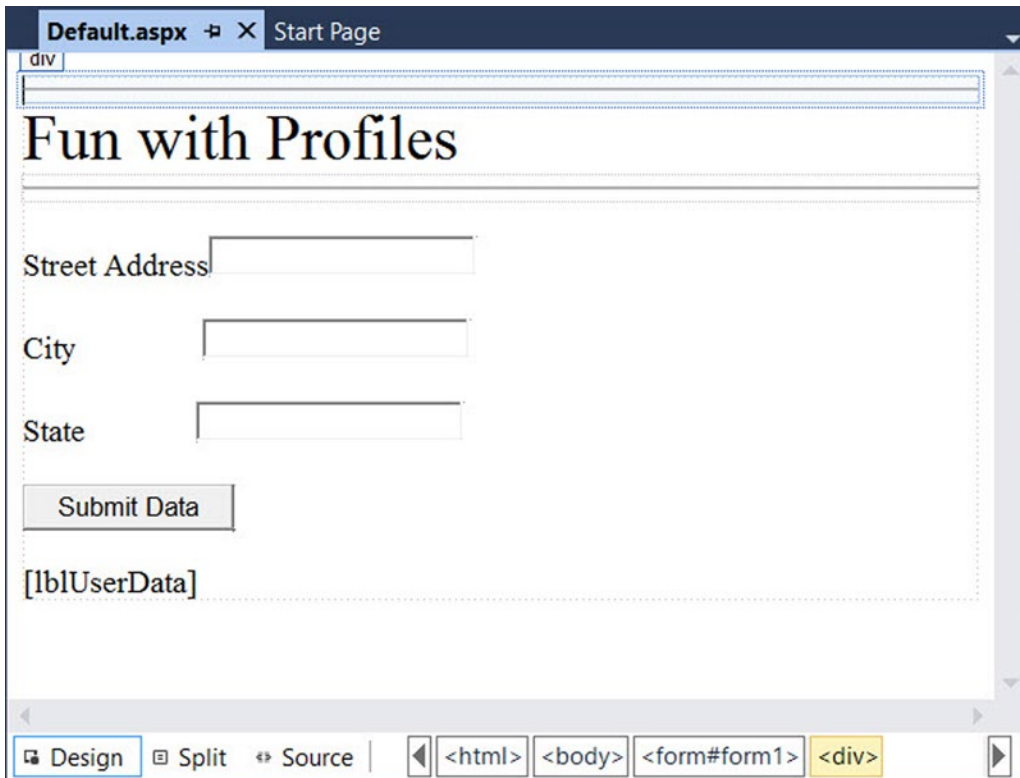 Default.aspx Start Page
div
Fun with Profiles
Street Address
City
State
Submit Data
[lblUserData]
Design Split Source <html> <body> <form#form1> <div>